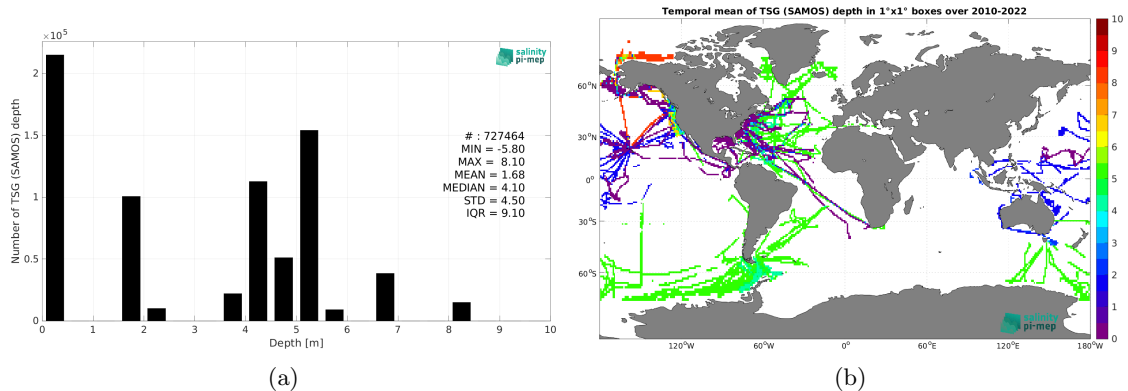 ×10⁵
salinity
pi-mep
Number of TSG (SAMOS) depth
2
1.5
1
0.5
0
# : 727464
MIN = -5.80
MAX = 8.10
MEAN = 1.68
MEDIAN = 4.10
STD = 4.50
IQR = 9.10
0 1 2 3 4 5 6 7 8 9 10
Depth [m]
(a)
Temporal mean of TSG (SAMOS) depth in 1°x1° boxes over 2010-2022
60°N
30°N
0°
30°S
60°S
120°W 60°W 0° 60°E 120°E 180°W
salinity
pi-mep
10
9
8
7
6
5
4
3
2
1
0
(b)